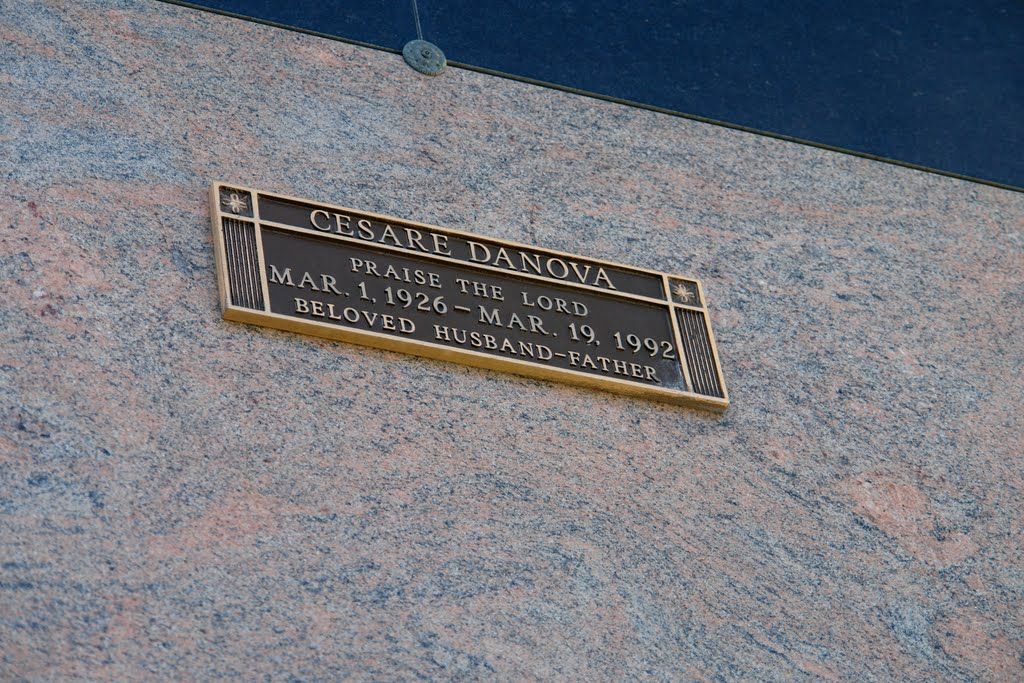 CESARE DANOVA
PRAISE THE LORD
MAR. 1, 1926 – MAR. 19, 1992
BELOVED HUSBAND-FATHER